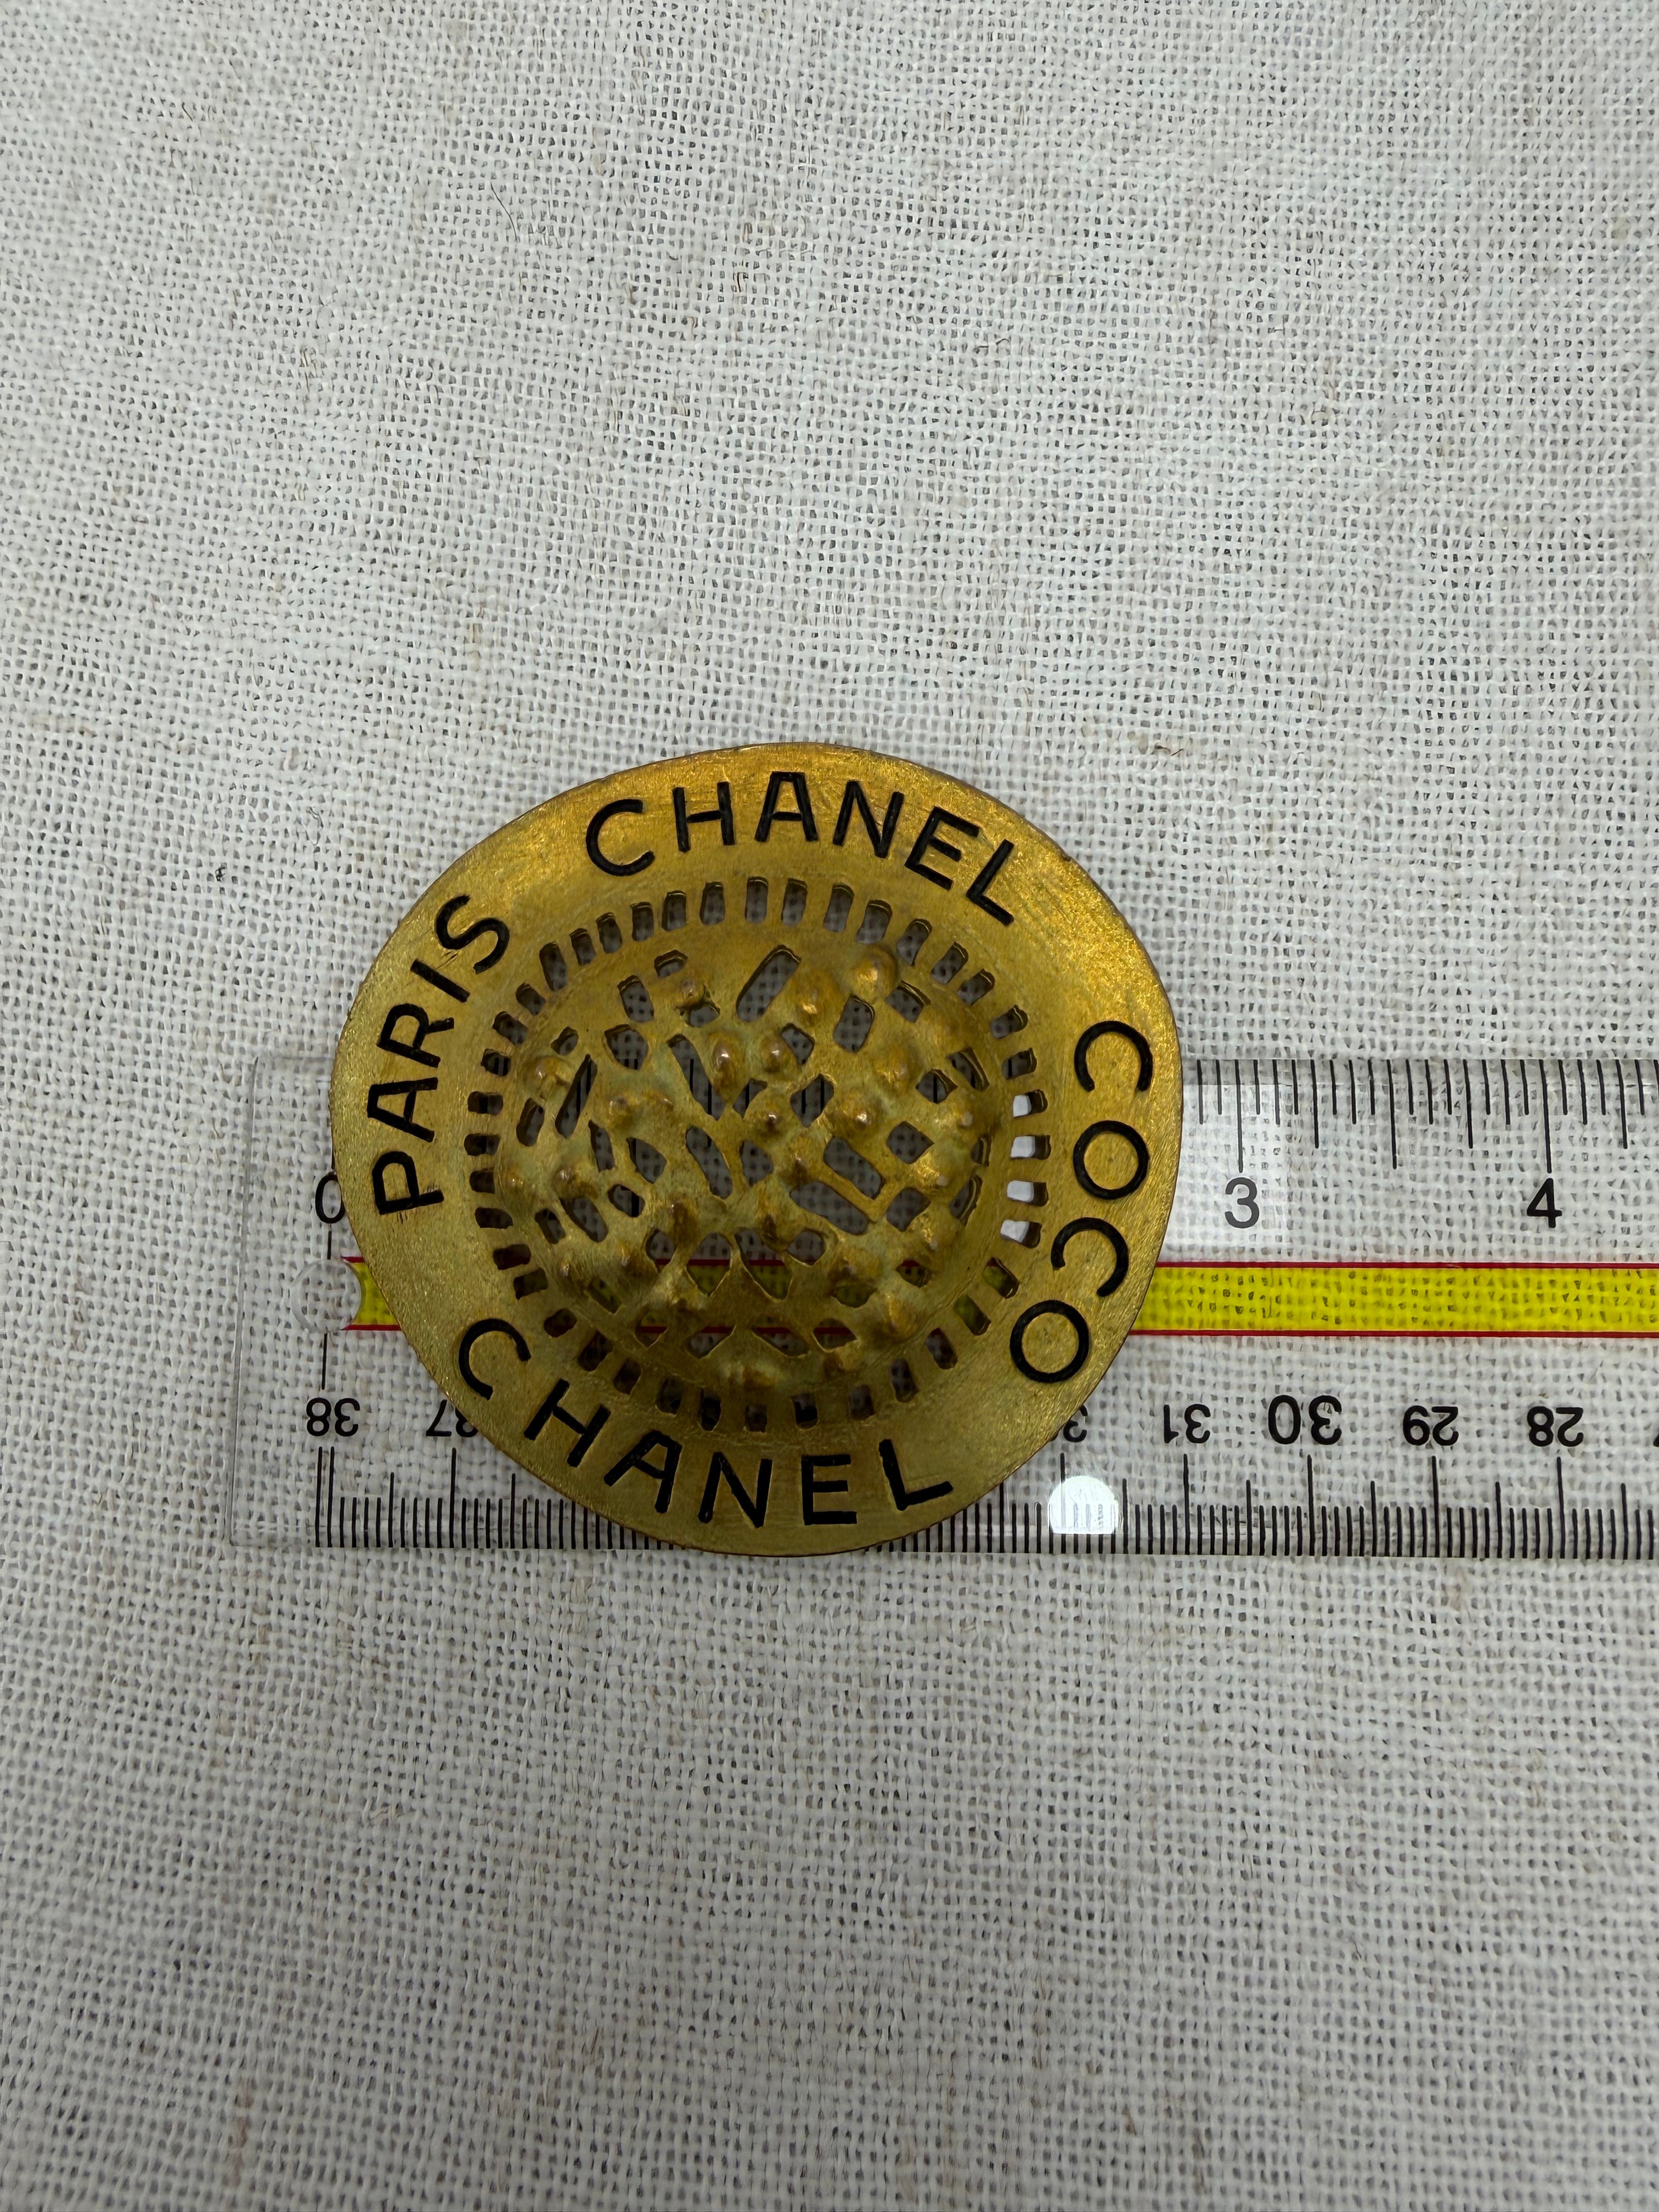 CHANEL
PARIS
COCO
CHANEL
0 3 4
38 37 31 30 29 28